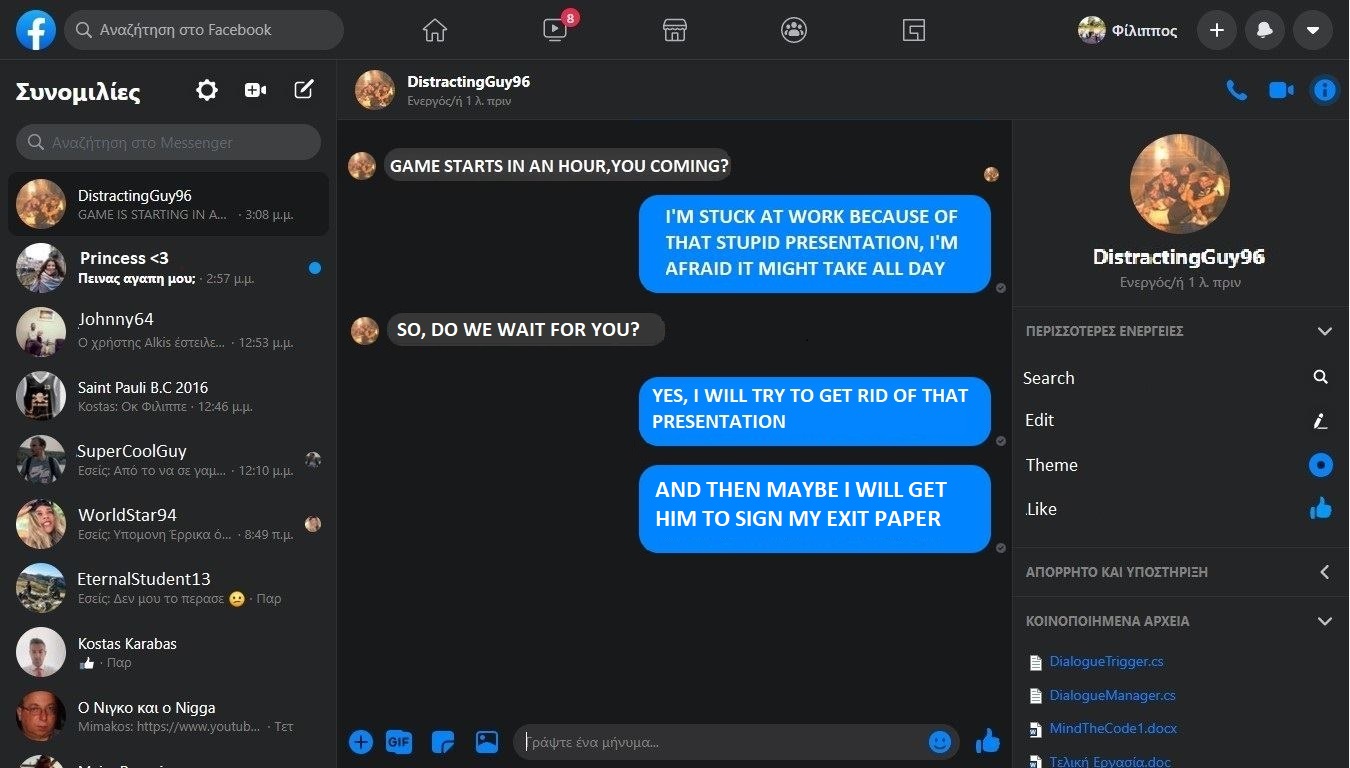 Αναζήτηση στο Facebook
8
Φίλιππος
Συνομιλίες
Αναζήτηση στο Messenger
DistractingGuy96
GAME IS STARTING IN A... · 3:08 μ.μ.
Princess <3
Πεινας αγαπη μου; · 2:57 μ.μ.
Johnny64
Ο χρήστης Alkis έστειλε... · 12:53 μ.μ.
Saint Pauli B.C 2016
Kostas: Οκ Φιλιππε · 12:46 μ.μ.
SuperCoolGuy
Εσείς: Από το να σε γαμ... · 12:10 μ.μ.
WorldStar94
Εσείς: Υπομονη Έρρικα ό... · 8:49 π.μ.
EternalStudent13
Εσείς: Δεν μου το περασε 😕 · Παρ
Kostas Karabas
👍 · Παρ
Ο Νιγκο και ο Nigga
Mimakos: https://www.youtub... · Τετ
DistractingGuy96
Ενεργός/ή 1 λ. πριν
GAME STARTS IN AN HOUR,YOU COMING?
I'M STUCK AT WORK BECAUSE OF
THAT STUPID PRESENTATION, I'M
AFRAID IT MIGHT TAKE ALL DAY
SO, DO WE WAIT FOR YOU?
YES, I WILL TRY TO GET RID OF THAT
PRESENTATION
AND THEN MAYBE I WILL GET
HIM TO SIGN MY EXIT PAPER
GIF
Γράψτε ένα μήνυμα...
DistractingGuy96
Ενεργός/ή 1 λ. πριν
ΠΕΡΙΣΣΟΤΕΡΕΣ ΕΝΕΡΓΕΙΕΣ
Search
Edit
Theme
Like
ΑΠΟΡΡΗΤΟ ΚΑΙ ΥΠΟΣΤΗΡΙΞΗ
ΚΟΙΝΟΠΟΙΗΜΕΝΑ ΑΡΧΕΙΑ
DialogueTrigger.cs
DialogueManager.cs
MindTheCode1.docx
Τελική Εργασία.doc